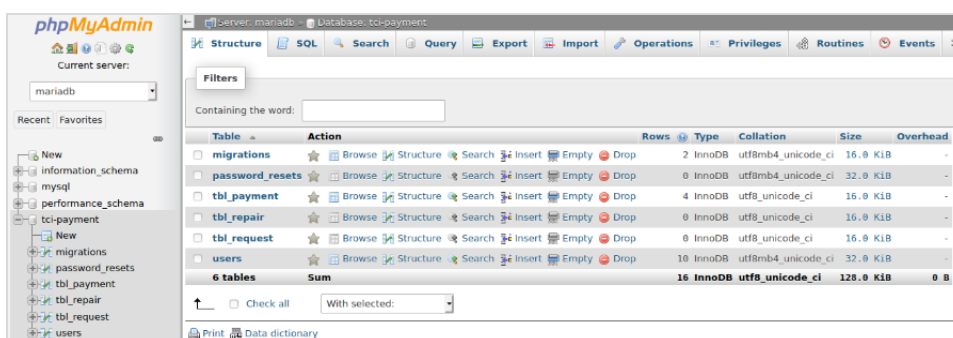 phpMyAdmin
Current server:
mariadb
Recent Favorites
New
information_schema
mysql
performance_schema
tci-payment
New
migrations
password_resets
tbl_payment
tbl_repair
tbl_request
users
Server: mariadb » Database: tci-payment
Structure SQL Search Query Export Import Operations Privileges Routines Events
Filters
Containing the word:
Table Action Rows Type Collation Size Overhead
migrations Browse Structure Search Insert Empty Drop 2 InnoDB utf8mb4_unicode_ci 16.0 KiB -
password_resets Browse Structure Search Insert Empty Drop 0 InnoDB utf8mb4_unicode_ci 32.0 KiB -
tbl_payment Browse Structure Search Insert Empty Drop 4 InnoDB utf8_unicode_ci 16.0 KiB -
tbl_repair Browse Structure Search Insert Empty Drop 0 InnoDB utf8_unicode_ci 16.0 KiB -
tbl_request Browse Structure Search Insert Empty Drop 0 InnoDB utf8_unicode_ci 16.0 KiB -
users Browse Structure Search Insert Empty Drop 10 InnoDB utf8mb4_unicode_ci 32.0 KiB -
6 tables Sum 16 InnoDB utf8_unicode_ci 128.0 KiB 0 B
Check all With selected:
Print Data dictionary